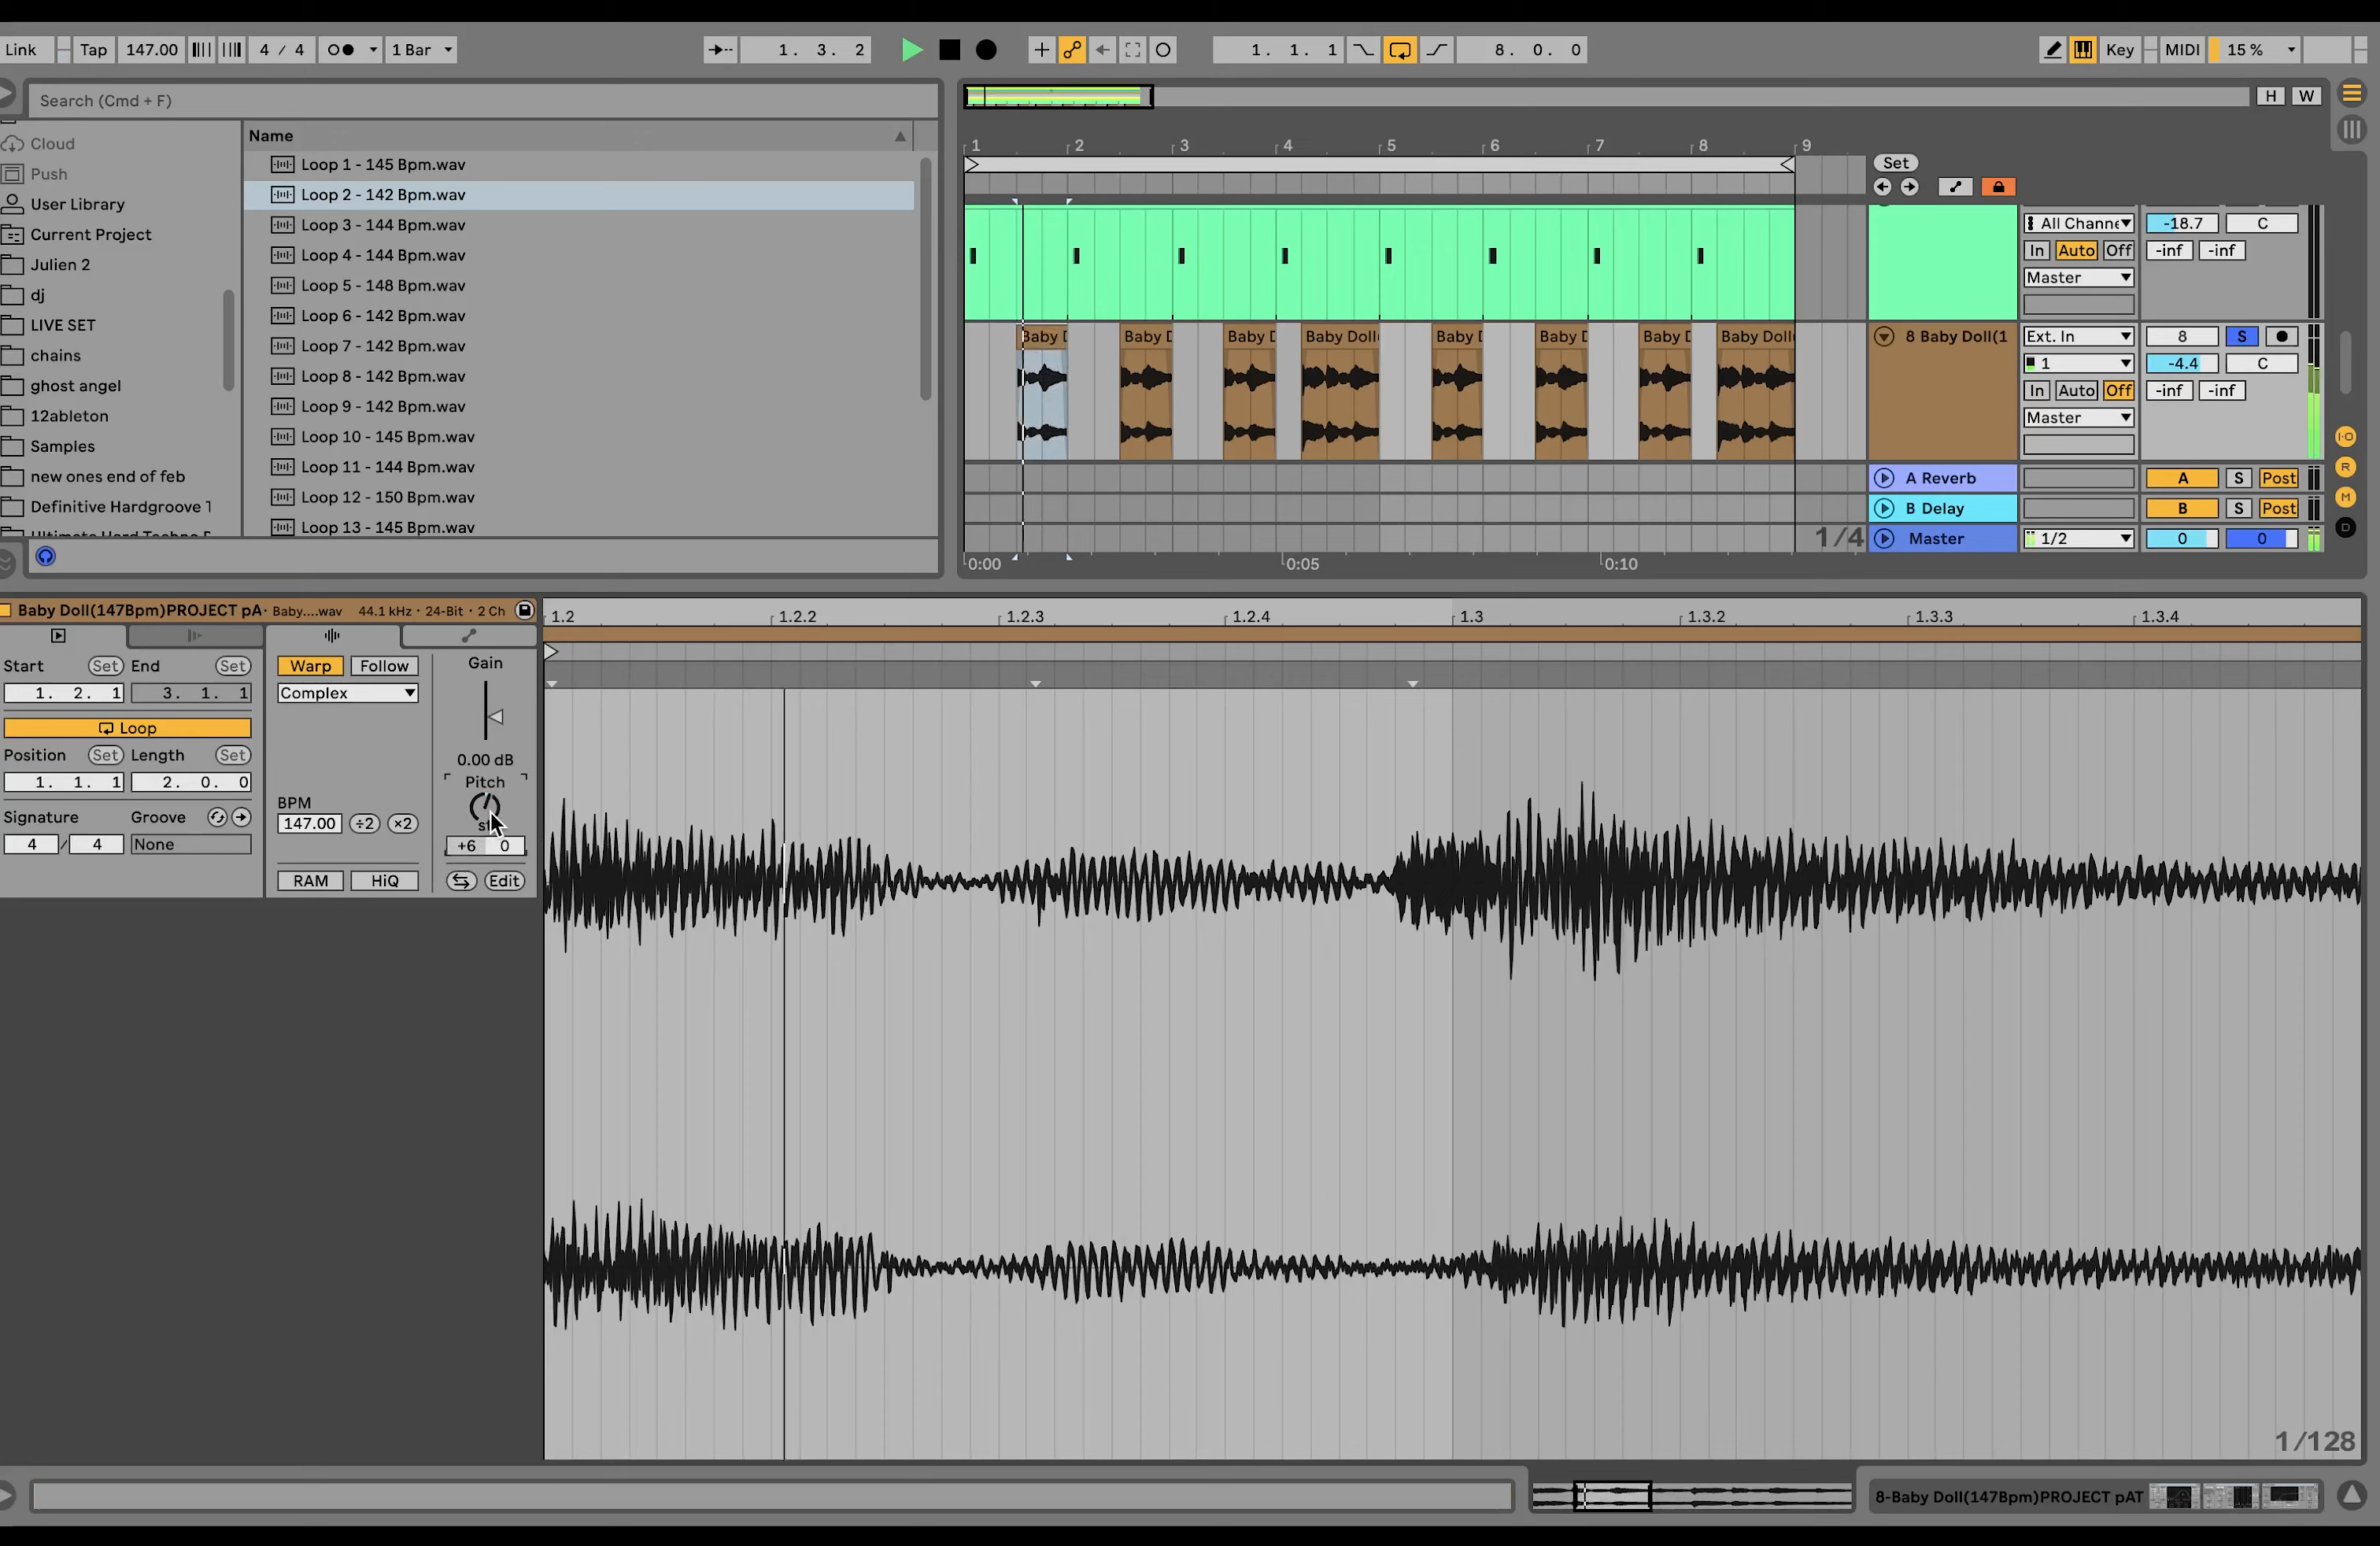 Link Tap 147.00 4 / 4 1 Bar 1. 3. 2 1. 1. 1 8. 0. 0 Key MIDI 15 %
Search (Cmd + F)
H W
Cloud
Push
User Library
Current Project
Julien 2
dj
LIVE SET
chains
ghost angel
12ableton
Samples
new ones end of feb
Definitive Hardgroove T
Name
Loop 1 - 145 Bpm.wav
Loop 2 - 142 Bpm.wav
Loop 3 - 144 Bpm.wav
Loop 4 - 144 Bpm.wav
Loop 5 - 148 Bpm.wav
Loop 6 - 142 Bpm.wav
Loop 7 - 142 Bpm.wav
Loop 8 - 142 Bpm.wav
Loop 9 - 142 Bpm.wav
Loop 10 - 145 Bpm.wav
Loop 11 - 144 Bpm.wav
Loop 12 - 150 Bpm.wav
Loop 13 - 145 Bpm.wav
1 2 3 4 5 6 7 8 9
Set
All Channe -18.7 C
In Auto Off -inf -inf
Master
Baby D Baby D Baby D Baby Doll Baby D Baby D Baby D Baby Doll
8 Baby Doll(1 Ext. In 8 S
1 -4.4 C
In Auto Off -inf -inf
Master
I·O
R
M
D
A Reverb A S Post
B Delay B S Post
1/4 Master 1/2 0 0
0:00 0:05 0:10
Baby Doll(147Bpm)PROJECT pA· Baby....wav 44.1 kHz · 24-Bit · 2 Ch
1.2 1.2.2 1.2.3 1.2.4 1.3 1.3.2 1.3.3 1.3.4
Start Set End Set
1. 2. 1 3. 1. 1
Loop
Position Set Length Set
1. 1. 1 2. 0. 0
Signature Groove
4 / 4 None
Warp Follow
Complex
BPM
147.00 ÷2 ×2
RAM HiQ
Gain
0.00 dB
Pitch
+6 0
Edit
1/128
8-Baby Doll(147Bpm)PROJECT pAT